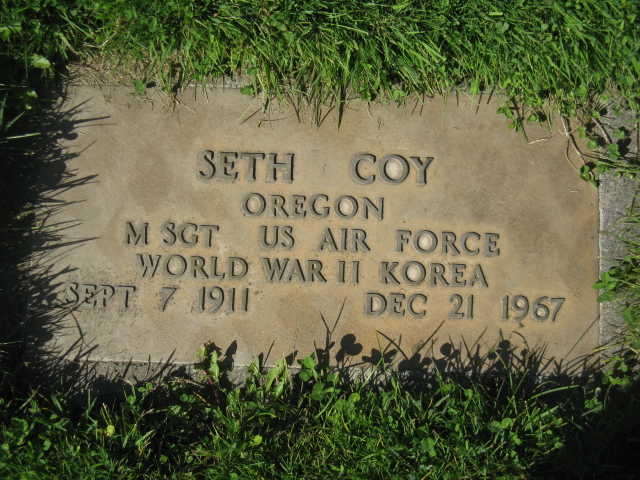 SETH COY
OREGON
M SGT US AIR FORCE
WORLD WAR II KOREA
SEPT 7 1911 DEC 21 1967